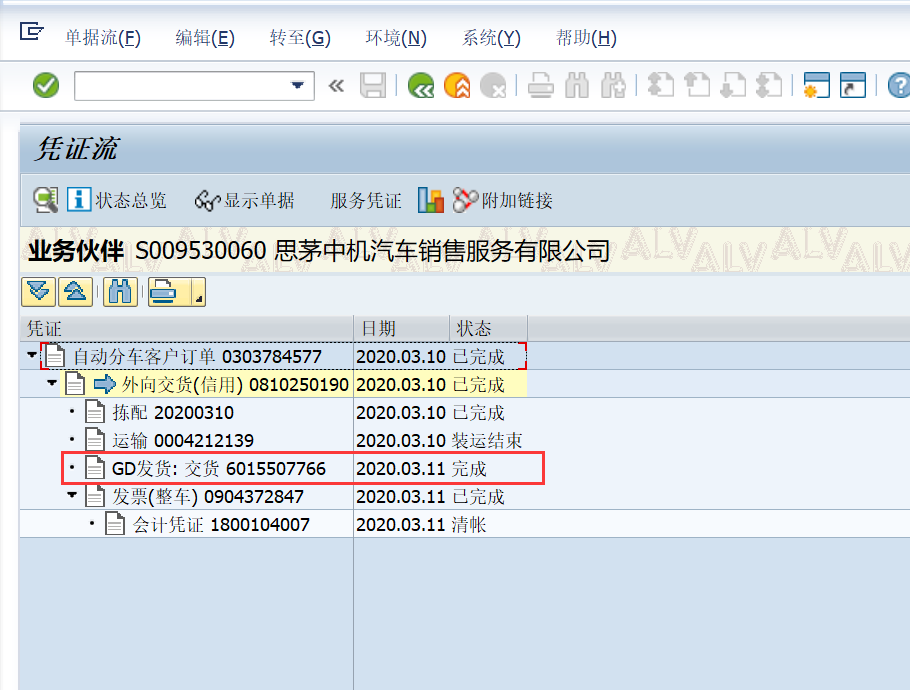 单据流(F) 编辑(E) 转至(G) 环境(N) 系统(Y) 帮助(H)
凭证流
状态总览 显示单据 服务凭证 附加链接
业务伙伴 S009530060 思茅中机汽车销售服务有限公司
凭证 日期 状态
自动分车客户订单 0303784577 2020.03.10 已完成
外向交货(信用) 0810250190 2020.03.10 已完成
拣配 20200310 2020.03.10 已完成
运输 0004212139 2020.03.10 装运结束
GD发货: 交货 6015507766 2020.03.11 完成
发票(整车) 0904372847 2020.03.11 已完成
会计凭证 1800104007 2020.03.11 清帐